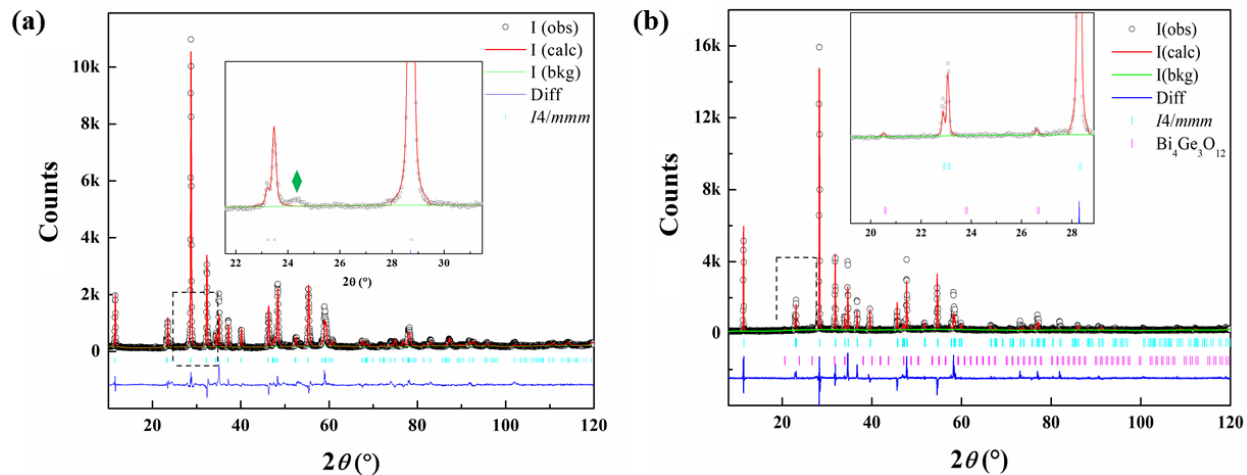 (a)
10k
8k
6k
4k
2k
0
Counts
20 40 60 80 100 120
2θ (°)
I (obs)
I (calc)
I (bkg)
Diff
I4/mmm
22 24 26 28 30
2θ (°)
(b)
16k
12k
8k
4k
0
Counts
20 40 60 80 100 120
2θ (°)
I(obs)
I(calc)
I(bkg)
Diff
I4/mmm
Bi₄Ge₃O₁₂
20 22 24 26 28